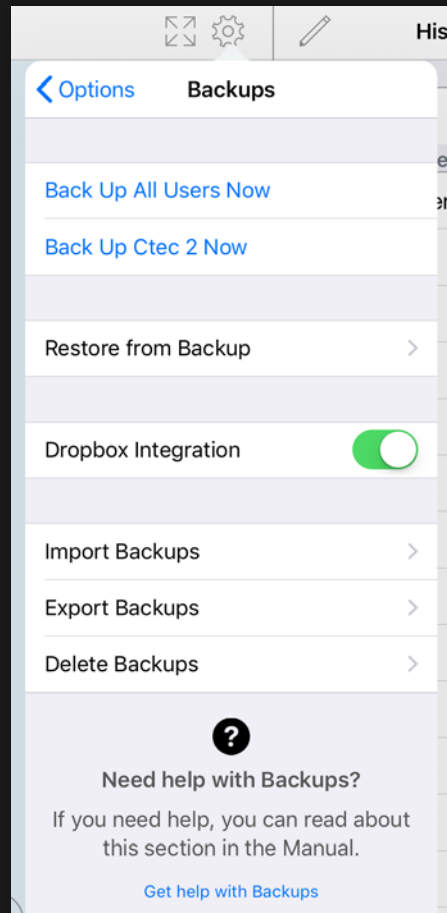 His
Options
Backups
Back Up All Users Now
Back Up Ctec 2 Now
Restore from Backup
Dropbox Integration
Import Backups
Export Backups
Delete Backups
?
Need help with Backups?
If you need help, you can read about
this section in the Manual.
Get help with Backups